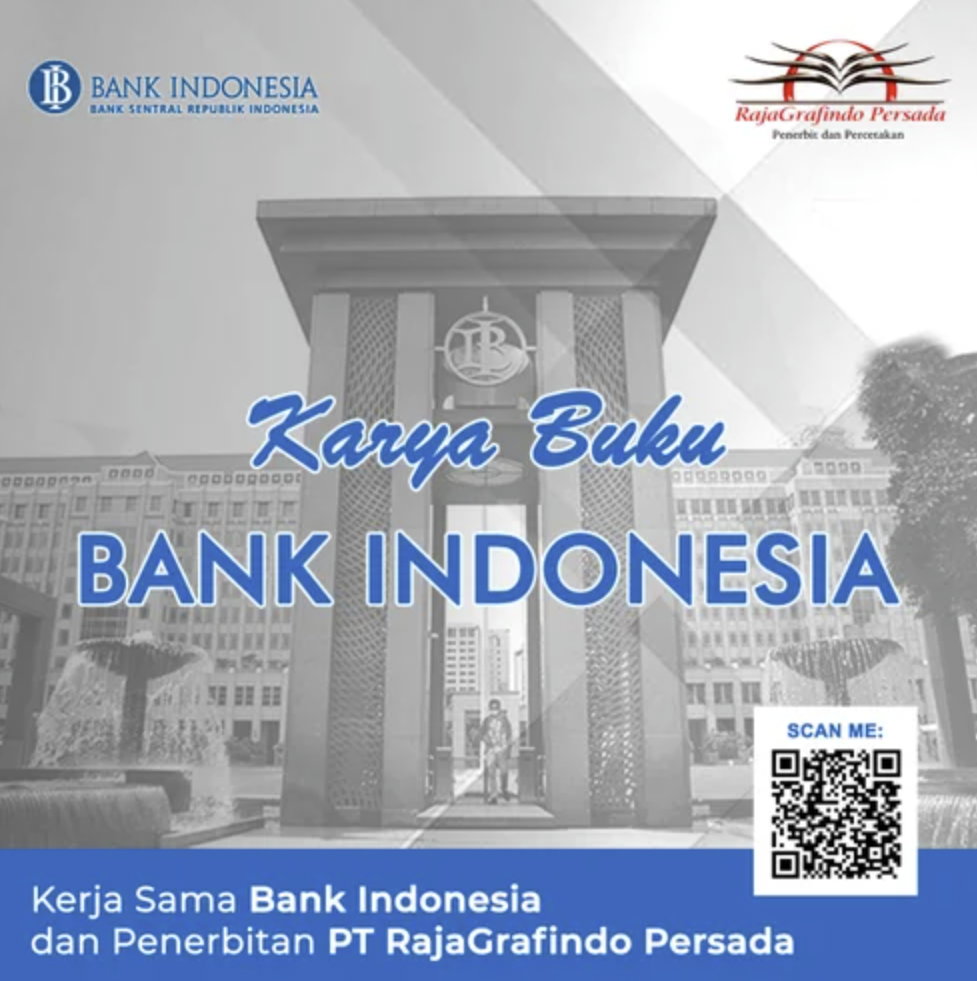 BANK INDONESIA
BANK SENTRAL REPUBLIK INDONESIA
RajaGrafindo Persada
Penerbit dan Percetakan
Karya Buku
BANK INDONESIA
SCAN ME:
Kerja Sama Bank Indonesia
dan Penerbitan PT RajaGrafindo Persada